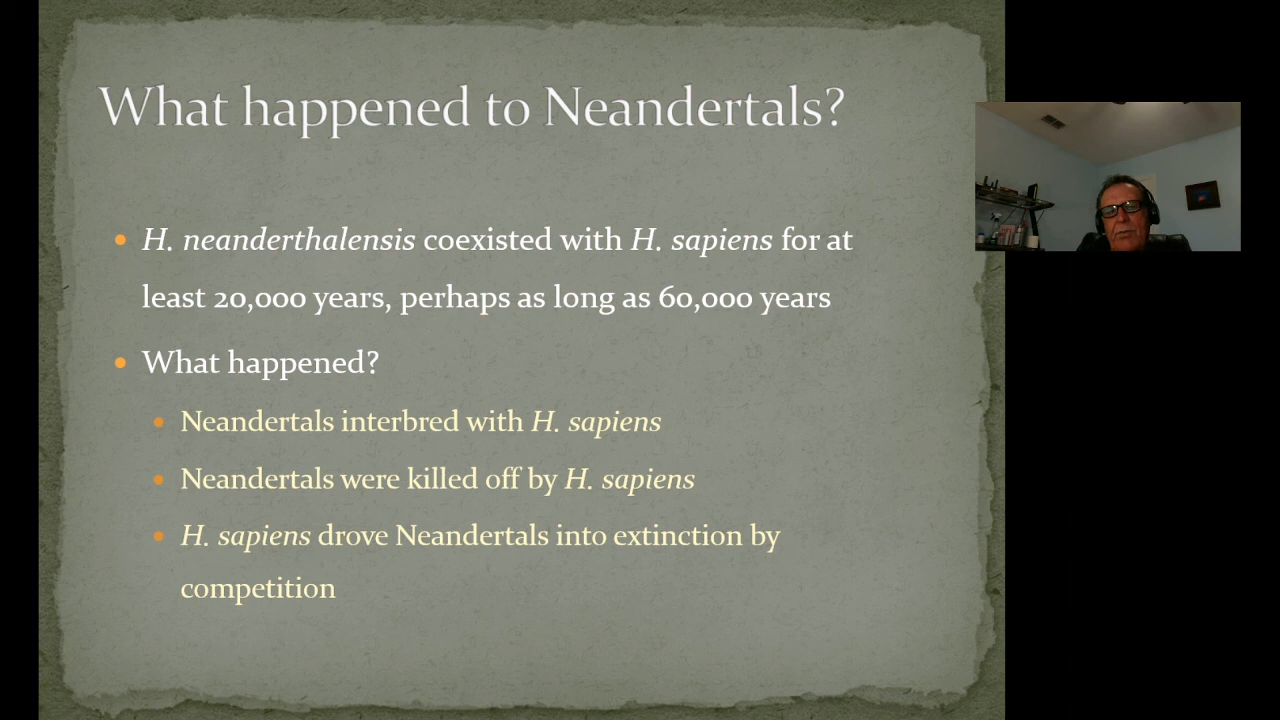 What happened to Neandertals?
H. neanderthalensis coexisted with H. sapiens for at
least 20,000 years, perhaps as long as 60,000 years
What happened?
Neandertals interbred with H. sapiens
Neandertals were killed off by H. sapiens
H. sapiens drove Neandertals into extinction by
competition